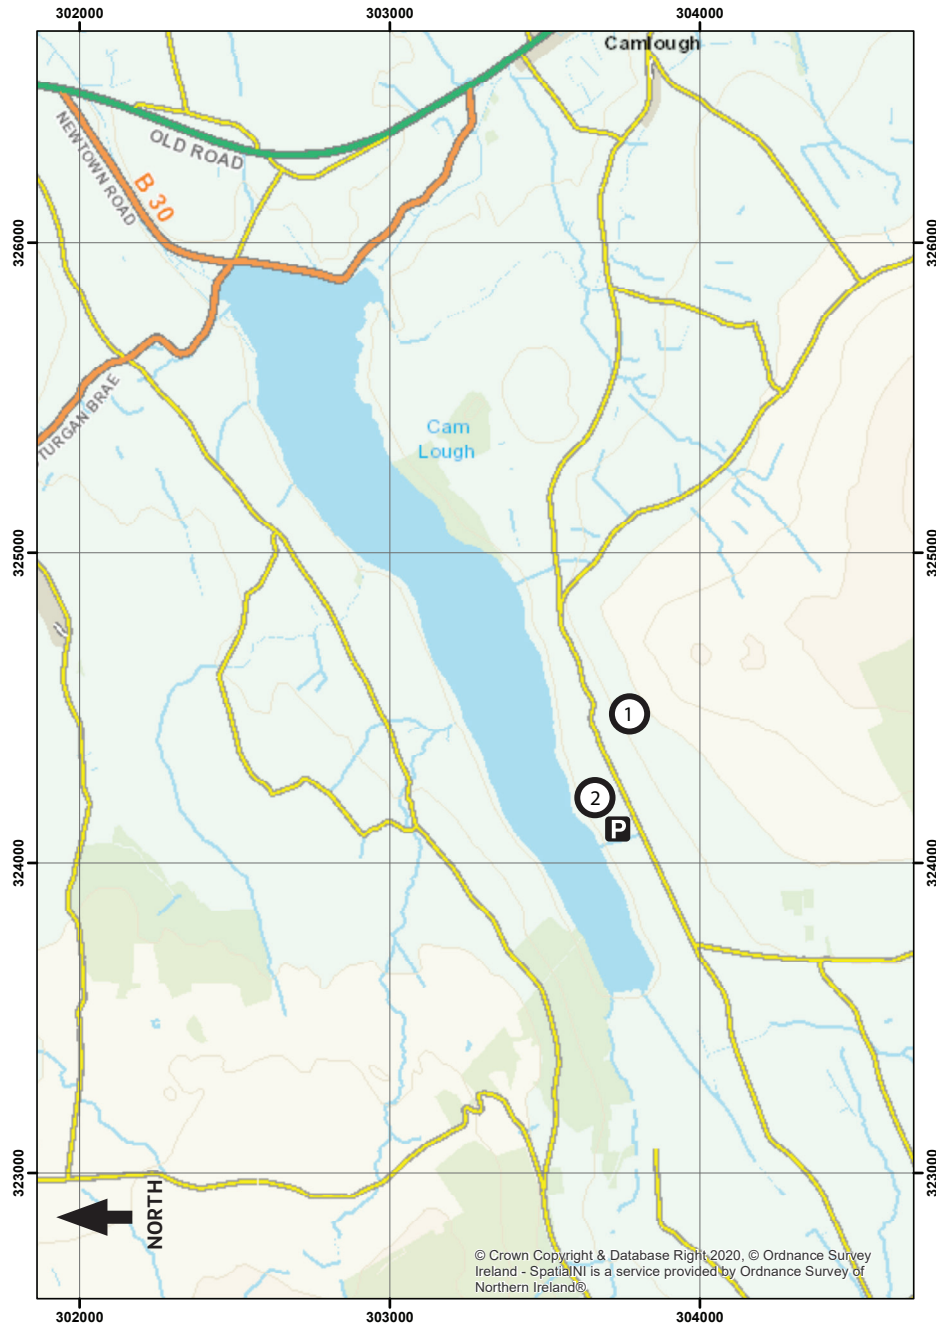 302000
303000
304000
Camlough
OLD ROAD
NEWTOWN ROAD
B 30
326000
326000
TURGAN BRAE
Cam
Lough
325000
325000
1
2
P
324000
324000
323000
323000
NORTH
© Crown Copyright & Database Right 2020, © Ordnance Survey
Ireland - SpatialNI is a service provided by Ordnance Survey of
Northern Ireland®
302000
303000
304000